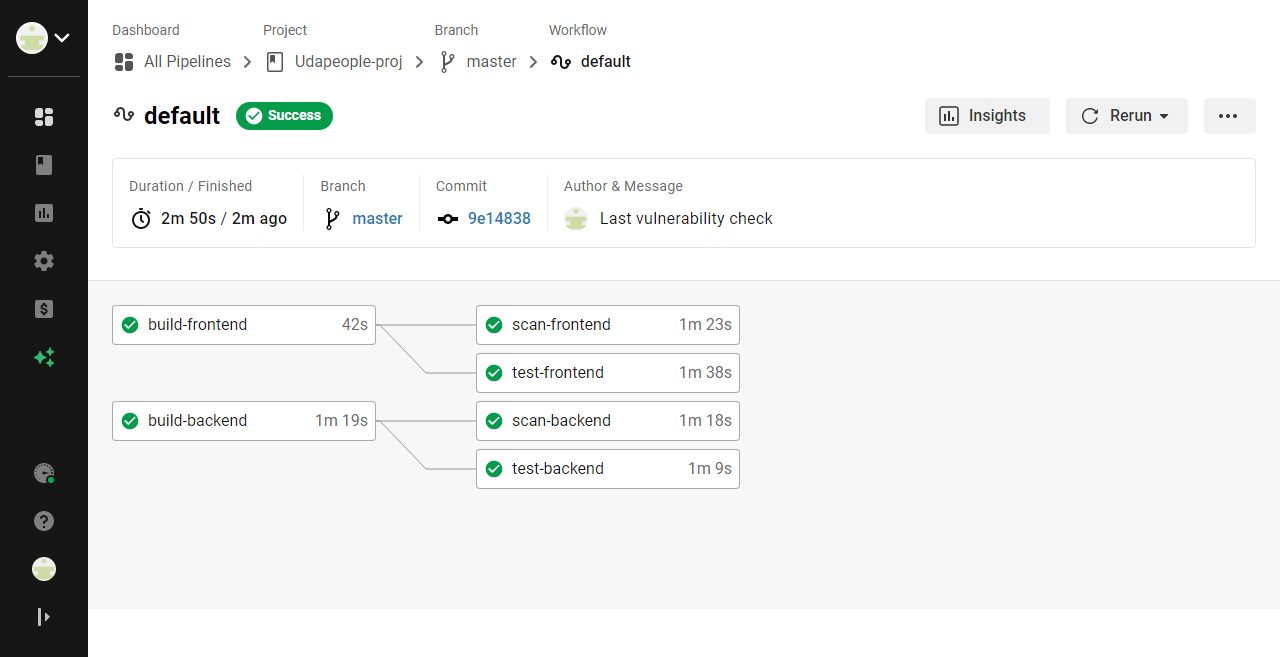 Dashboard Project Branch Workflow
All Pipelines Udapeople-proj master default
default Success Insights Rerun
Duration / Finished Branch Commit Author & Message
2m 50s / 2m ago master 9e14838 Last vulnerability check
build-frontend 42s scan-frontend 1m 23s
test-frontend 1m 38s
build-backend 1m 19s scan-backend 1m 18s
test-backend 1m 9s